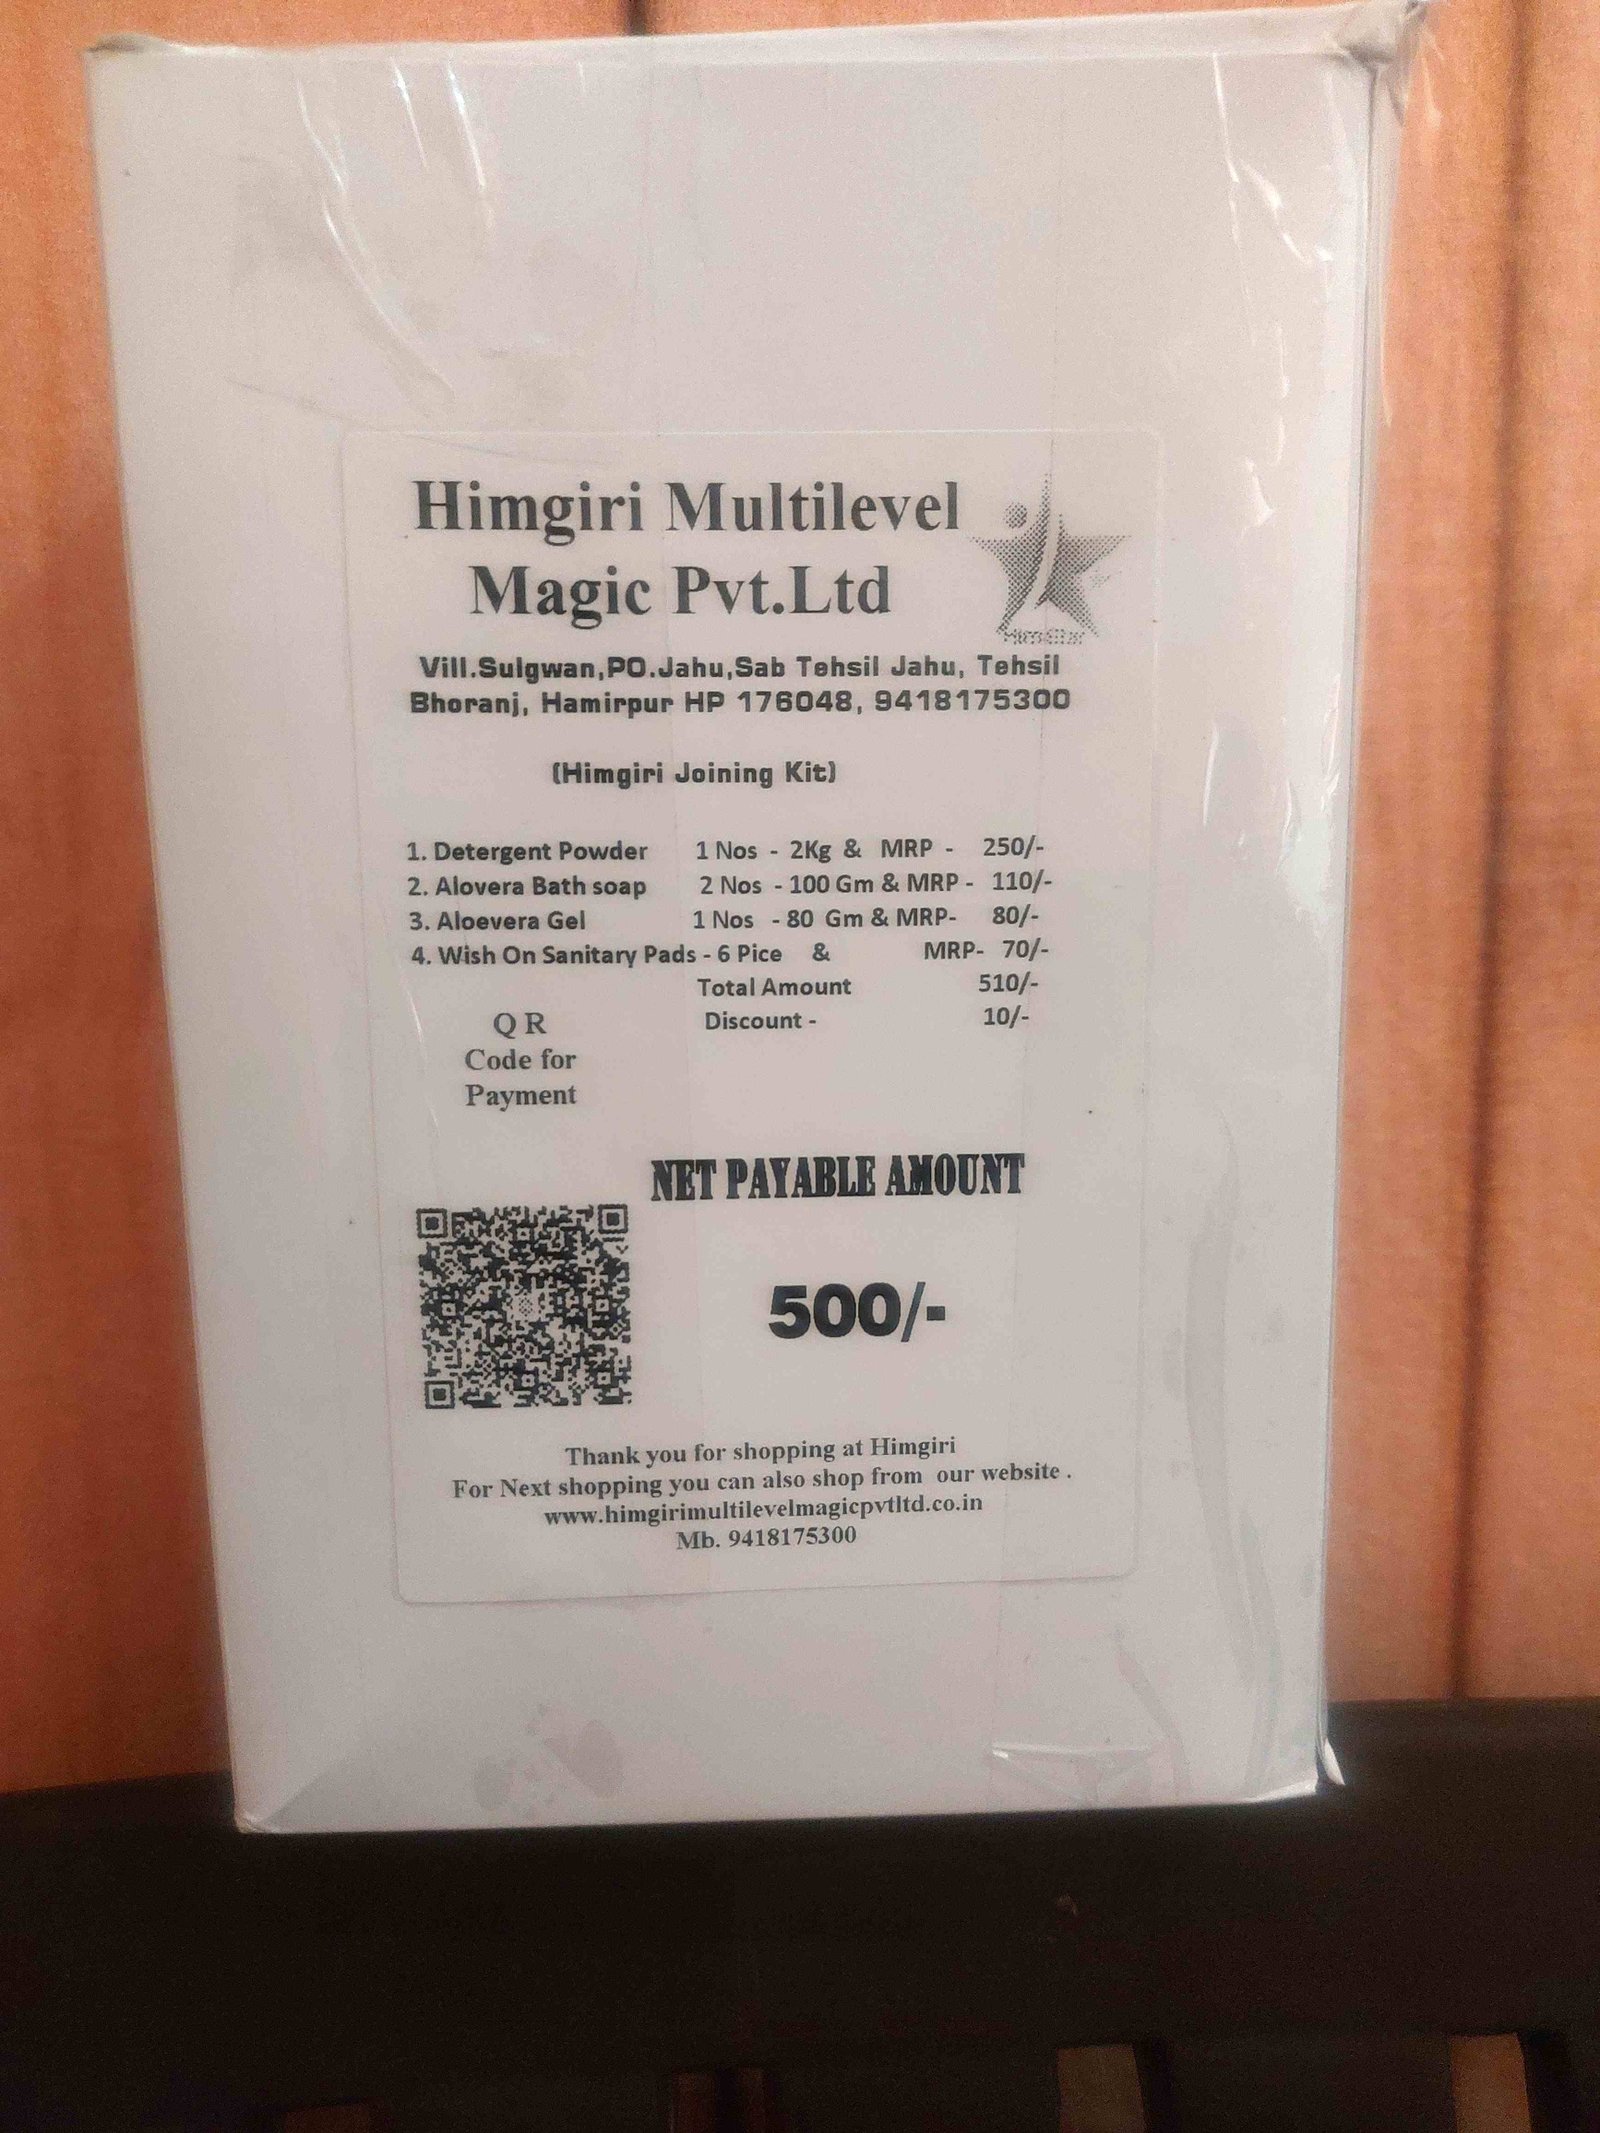 Himgiri Multilevel
Magic Pvt.Ltd
HimStar
Vill.Sulgwan,PO.Jahu,Sab Tehsil Jahu, Tehsil
Bhoranj, Hamirpur HP 176048, 9418175300
(Himgiri Joining Kit)
1. Detergent Powder 1 Nos - 2Kg & MRP - 250/-
2. Alovera Bath soap 2 Nos - 100 Gm & MRP - 110/-
3. Aloevera Gel 1 Nos - 80 Gm & MRP- 80/-
4. Wish On Sanitary Pads - 6 Pice & MRP- 70/-
Total Amount 510/-
Discount - 10/-
Q R
Code for
Payment
NET PAYABLE AMOUNT
500/-
Thank you for shopping at Himgiri
For Next shopping you can also shop from our website .
www.himgirimultilevelmagicpvtltd.co.in
Mb. 9418175300